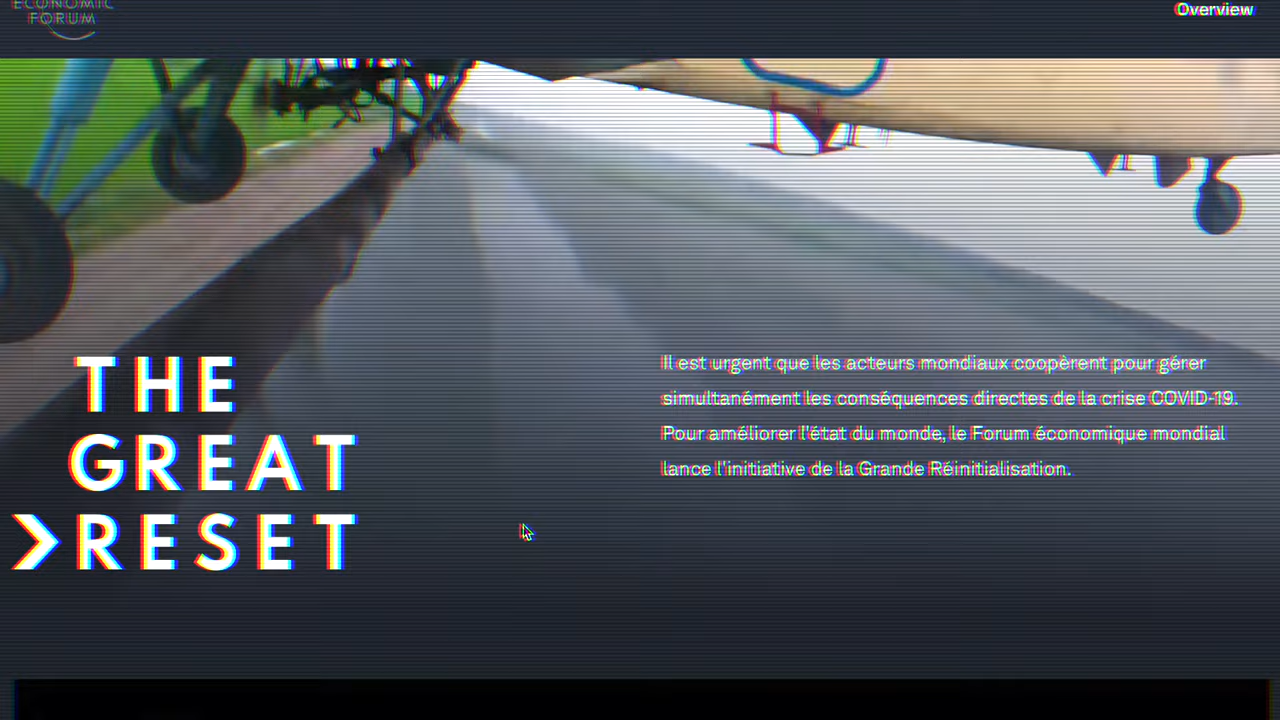 ECONOMIC
FORUM
Overview
THE
GREAT
RESET
Il est urgent que les acteurs mondiaux coopèrent pour gérer
simultanément les conséquences directes de la crise COVID-19.
Pour améliorer l'état du monde, le Forum économique mondial
lance l'initiative de la Grande Réinitialisation.